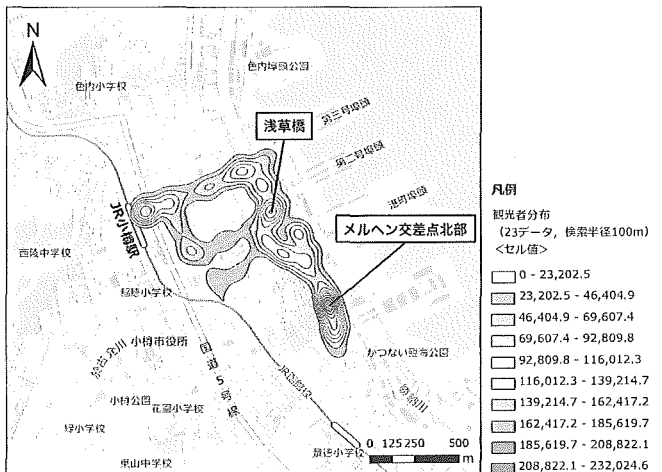 N
色内小学校
色内埠頭公園
浅草橋
第三号埠頭
第二号埠頭
港町埠頭
JR小樽駅
メルヘン交差点北部
西陵中学校
稲穂小学校
小樽市役所
国道5号線
JR函館線
かつない臨海公園
勝納川
小樽公園
花園小学校
緑小学校
菜山中学校
0 125 250 500
m
凡例
観光者分布
(23データ, 検索半径100m)
<セル値>
0 - 23,202.5
23,202.5 - 46,404.9
46,404.9 - 69,607.4
69,607.4 - 92,809.8
92,809.8 - 116,012.3
116,012.3 - 139,214.7
139,214.7 - 162,417.2
162,417.2 - 185,619.7
185,619.7 - 208,822.1
208,822.1 - 232,024.6